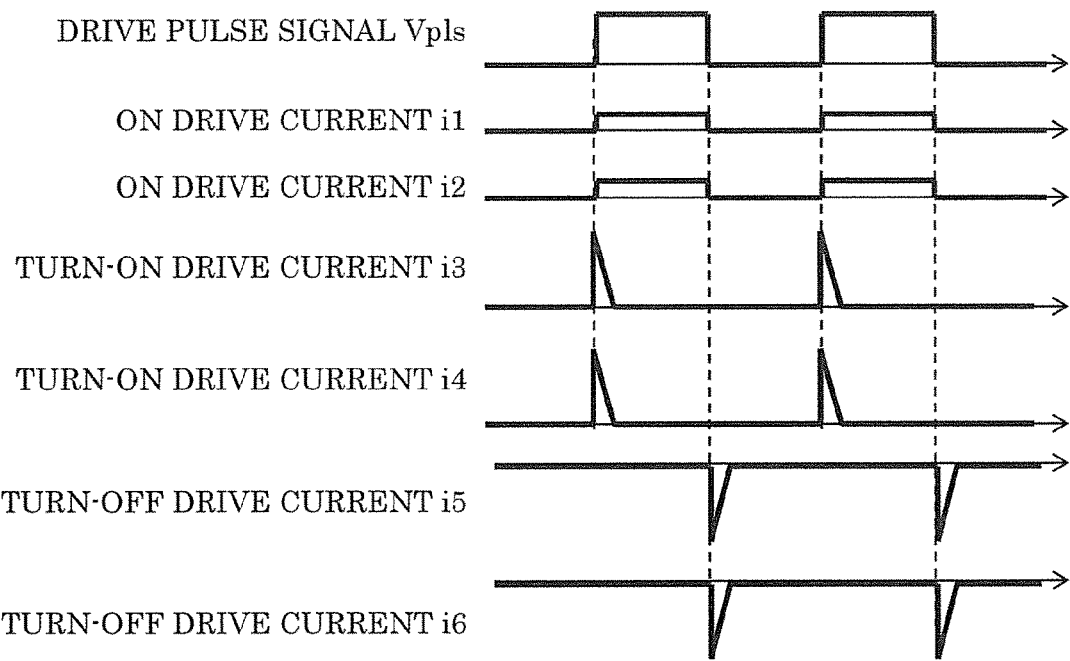 DRIVE PULSE SIGNAL Vpls
ON DRIVE CURRENT i1
ON DRIVE CURRENT i2
TURN-ON DRIVE CURRENT i3
TURN-ON DRIVE CURRENT i4
TURN-OFF DRIVE CURRENT i5
TURN-OFF DRIVE CURRENT i6